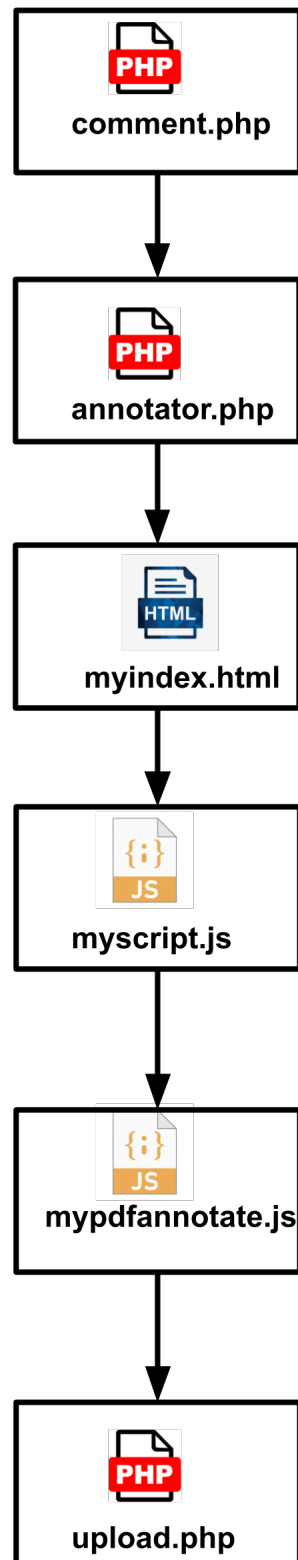 PHP
comment.php
PHP
annotator.php
HTML
myindex.html
{;}
JS
myscript.js
{;}
JS
mypdfannotate.js
PHP
upload.php